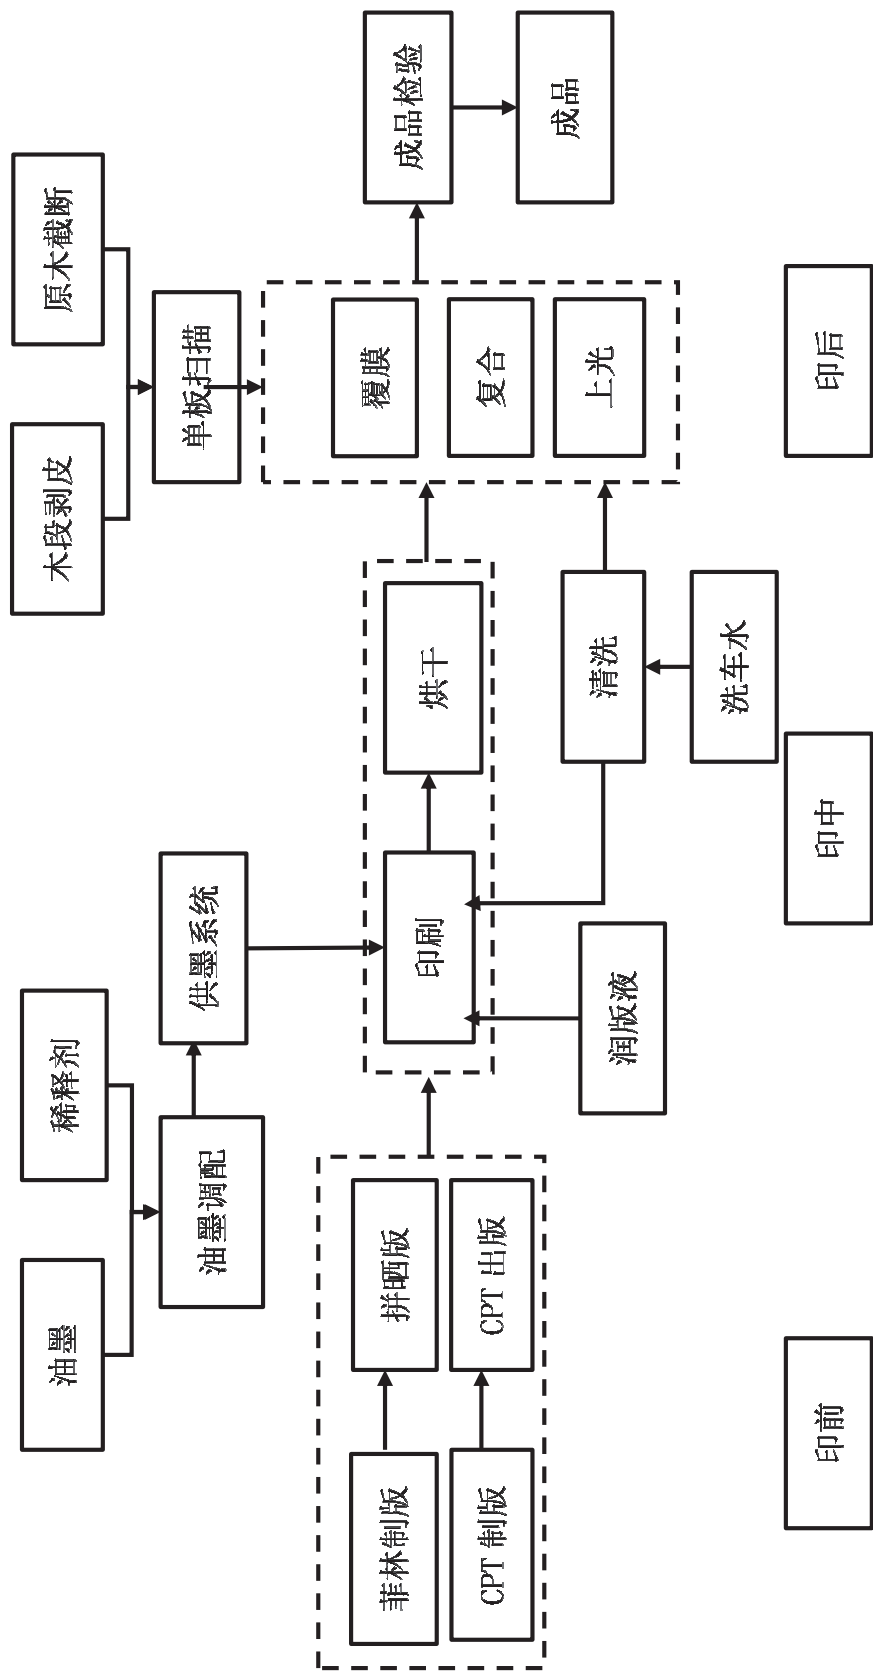 油墨
稀释剂
木段剥皮
原木截断
油墨调配
供墨系统
单板扫描
菲林制版
拼晒版
CPT 制版
CPT 出版
印刷
烘干
覆膜
复合
上光
成品检验
成品
润版液
清洗
洗车水
印前
印中
印后